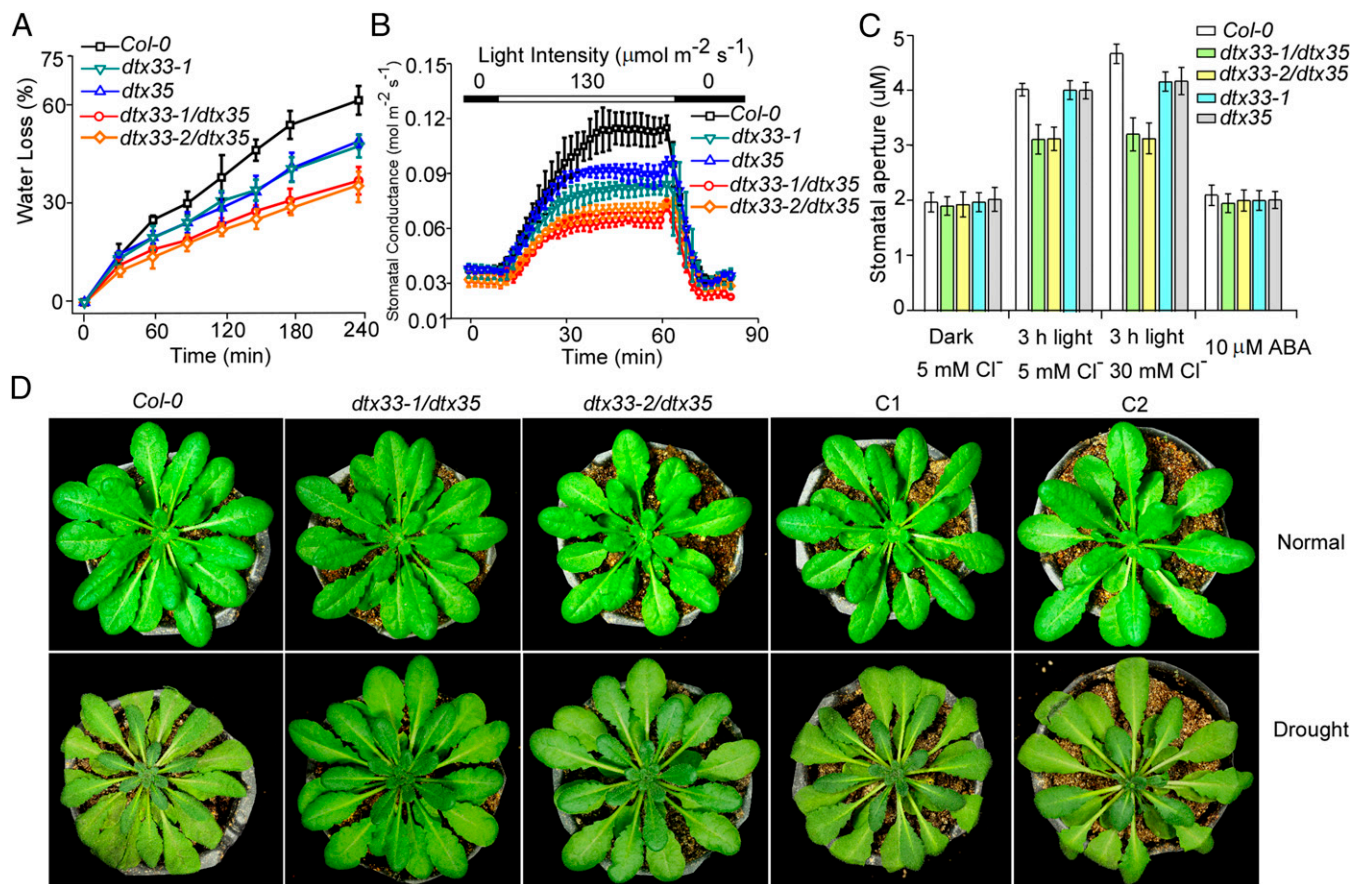 A
Water Loss (%)
75
60
30
0
0 60 120 180 240
Time (min)
Col-0
dtx33-1
dtx35
dtx33-1/dtx35
dtx33-2/dtx35
B
Light Intensity (μmol m-2 s-1)
0 130 0
Stomatal Conductance (mol m-2 s-1)
0.15
0.12
0.09
0.06
0.03
0.01
0 30 60 90
Time (min)
Col-0
dtx33-1
dtx35
dtx33-1/dtx35
dtx33-2/dtx35
C
Stomatal aperture (uM)
5
4
3
2
1
0
Col-0
dtx33-1/dtx35
dtx33-2/dtx35
dtx33-1
dtx35
Dark
5 mM Cl-
3 h light
5 mM Cl-
3 h light
30 mM Cl-
10 μM ABA
D
Col-0 dtx33-1/dtx35 dtx33-2/dtx35 C1 C2
Normal
Drought